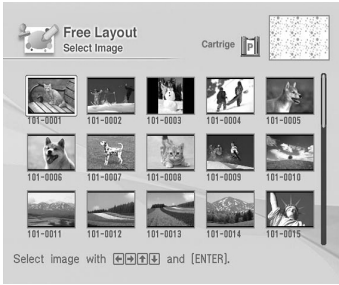 Free Layout
Select Image
Cartrige P
101-0001 101-0002 101-0003 101-0004 101-0005
101-0006 101-0007 101-0008 101-0009 101-0010
101-0011 101-0012 101-0013 101-0014 101-0015
Select image with ←→↑↓ and [ENTER].